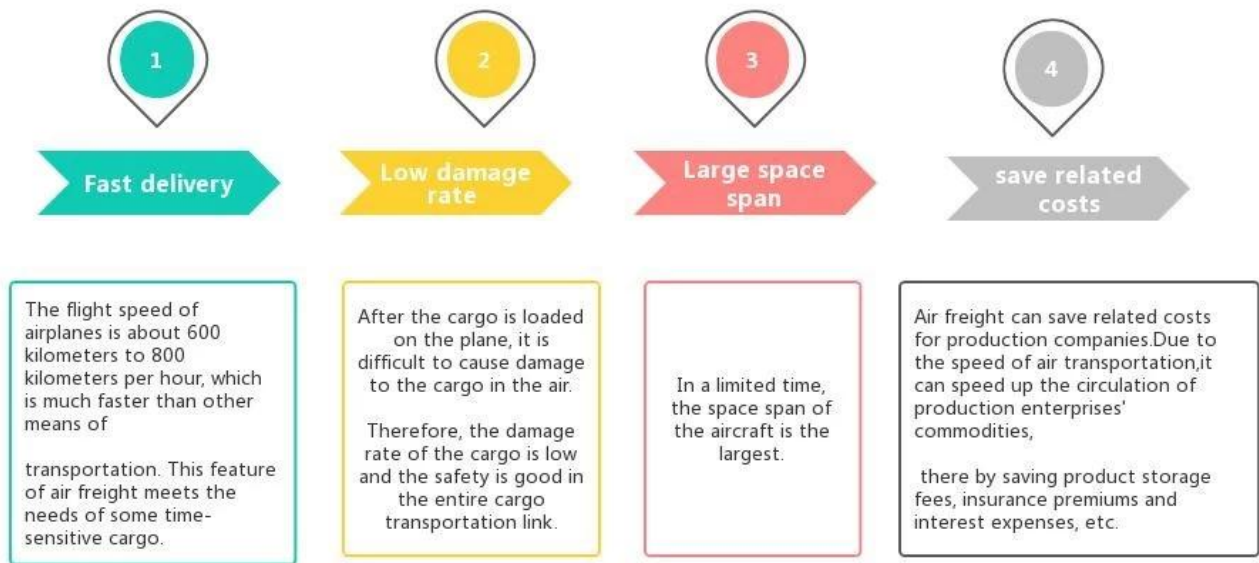 1
Fast delivery
The flight speed of
airplanes is about 600
kilometers to 800
kilometers per hour, which
is much faster than other
means of
transportation. This feature
of air freight meets the
needs of some time-
sensitive cargo.
2
Low damage
rate
After the cargo is loaded
on the plane, it is
difficult to cause damage
to the cargo in the air.
Therefore, the damage
rate of the cargo is low
and the safety is good in
the entire cargo
transportation link.
3
Large space
span
In a limited time,
the space span of
the aircraft is the
largest.
4
save related
costs
Air freight can save related costs
for production companies.Due to
the speed of air transportation,it
can speed up the circulation of
production enterprises'
commodities,
there by saving product storage
fees, insurance premiums and
interest expenses, etc.